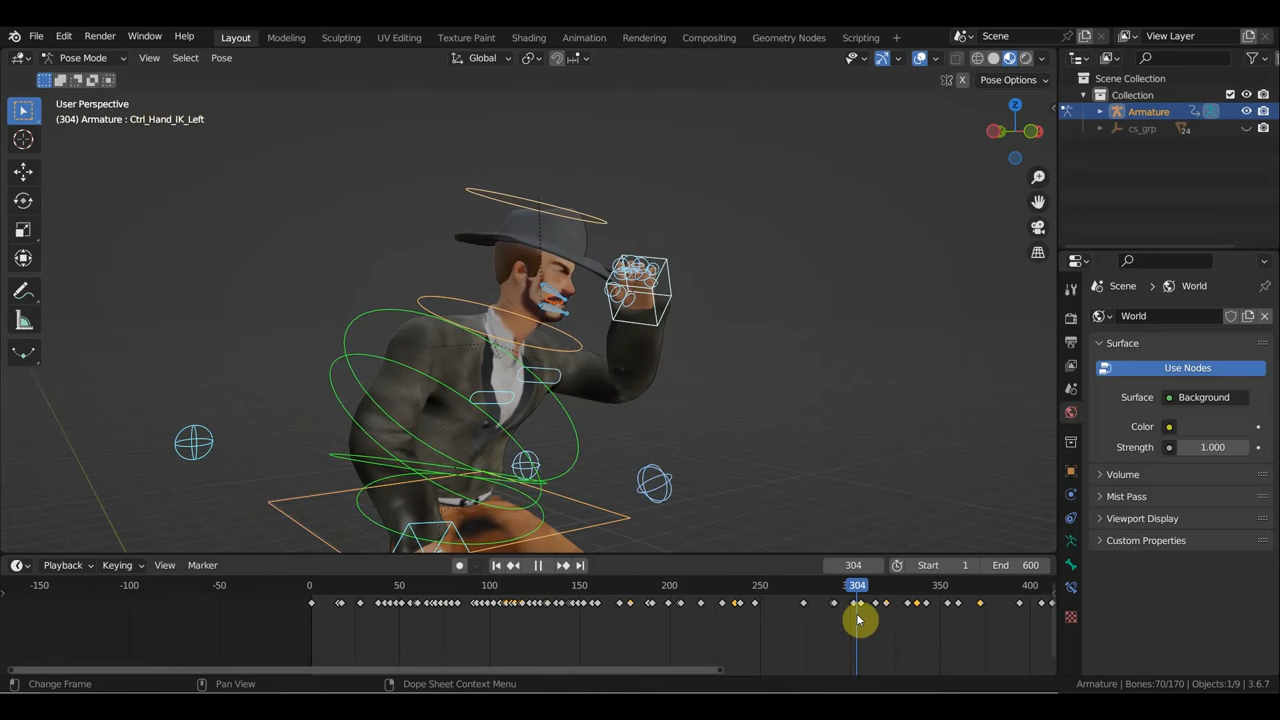 File Edit Render Window Help Layout Modeling Sculpting UV Editing Texture Paint Shading Animation Rendering Compositing Geometry Nodes Scripting + Scene View Layer
Pose Mode View Select Pose Global
X Pose Options
Scene Collection
Collection
Armature
cs_grp 24
User Perspective
(304) Armature : Ctrl_Hand_IK_Left
Z
Scene > World
World
Surface
Use Nodes
Surface Background
Color
Strength 1.000
Volume
Mist Pass
Viewport Display
Custom Properties
Playback Keying View Marker 304 Start 1 End 600
-150 -100 -50 0 50 100 150 200 250 304 350 400
Change Frame Pan View Dope Sheet Context Menu Armature | Bones:70/170 | Objects:1/9 | 3.6.7